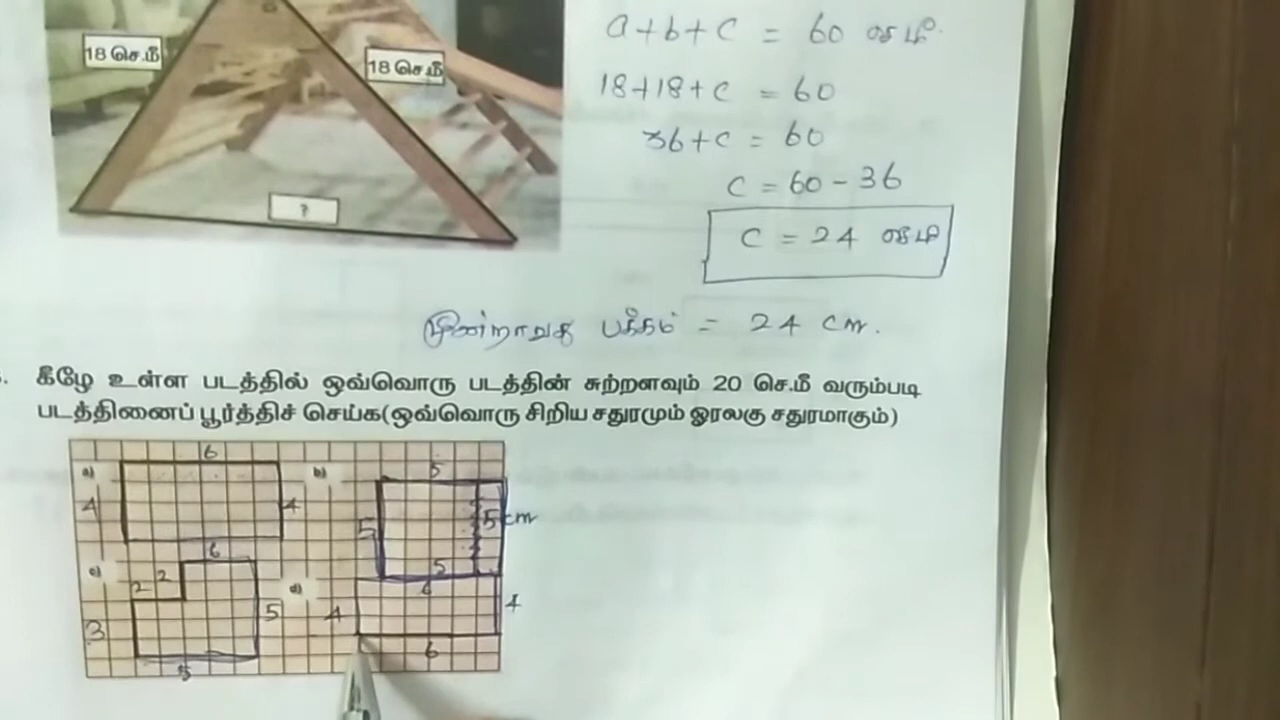 18 செ.மீ
18 செ.மீ
?
a+b+c = 60 செ.மீ.
18+18+c = 60
36+c = 60
c = 60 - 36
c = 24 செ.மீ
மூன்றாவது பக்கம் = 24 cm.
கீழே உள்ள படத்தில் ஒவ்வொரு படத்தின் சுற்றளவும் 20 செ.மீ வரும்படி
படத்தினைப் பூர்த்திச் செய்க(ஒவ்வொரு சிறிய சதுரமும் ஓரலகு சதுரமாகும்)
6
a) b) 5
4 4 5 5cm
6 5
c) 2 2 d) 6
3 5 4 4
5 6